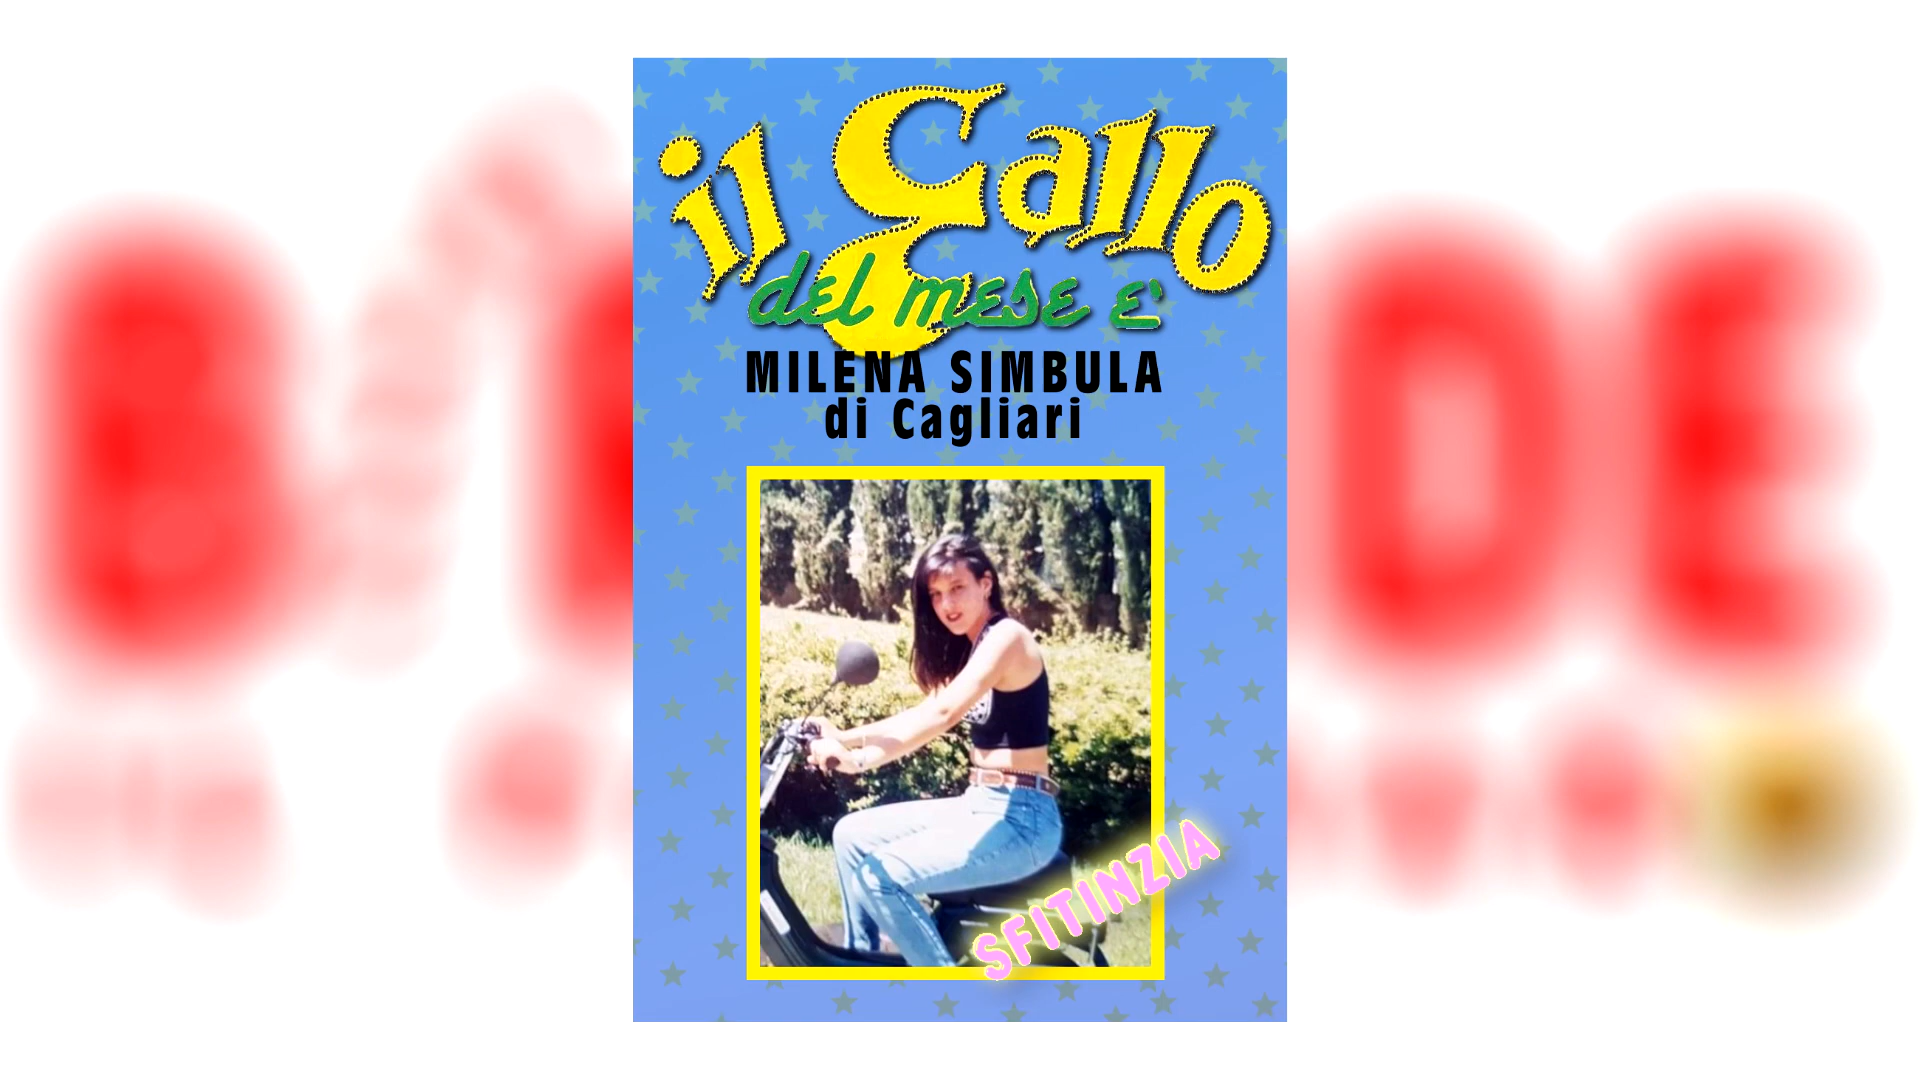 il Gallo
del mese e'
MILENA SIMBULA
di Cagliari
SFITINZIA